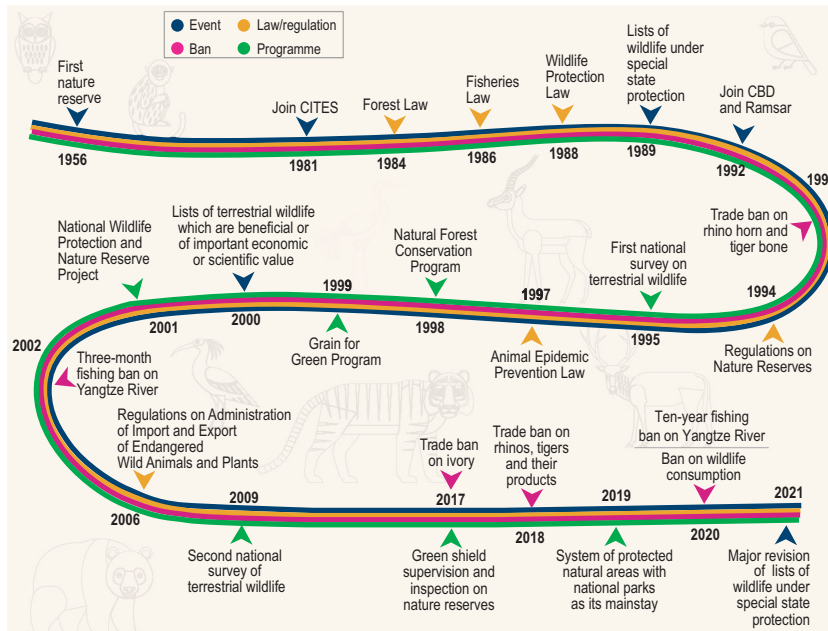 Event
Law/regulation
Ban
Programme
First
nature
reserve
1956
Join CITES
1981
Forest Law
1984
Fisheries
Law
1986
Wildlife
Protection
Law
1988
Lists of
wildlife under
special
state
protection
1989
Join CBD
and Ramsar
1992
199
Trade ban on
rhino horn and
tiger bone
1994
Regulations on
Nature Reserves
First national
survey on
terrestrial wildlife
1995
1997
Animal Epidemic
Prevention Law
Natural Forest
Conservation
Program
1998
1999
Grain for
Green Program
Lists of terrestrial wildlife
which are beneficial or
of important economic
or scientific value
2000
National Wildlife
Protection and
Nature Reserve
Project
2001
2002
Three-month
fishing ban on
Yangtze River
Regulations on Administration
of Import and Export
of Endangered
Wild Animals and Plants
2006
2009
Second national
survey of
terrestrial wildlife
Trade ban
on ivory
2017
Green shield
supervision and
inspection on
nature reserves
Trade ban on
rhinos, tigers
and their
products
2018
2019
System of protected
natural areas with
national parks
as its mainstay
Ten-year fishing
ban on Yangtze River
Ban on wildlife
consumption
2020
2021
Major revision
of lists of
wildlife under
special state
protection